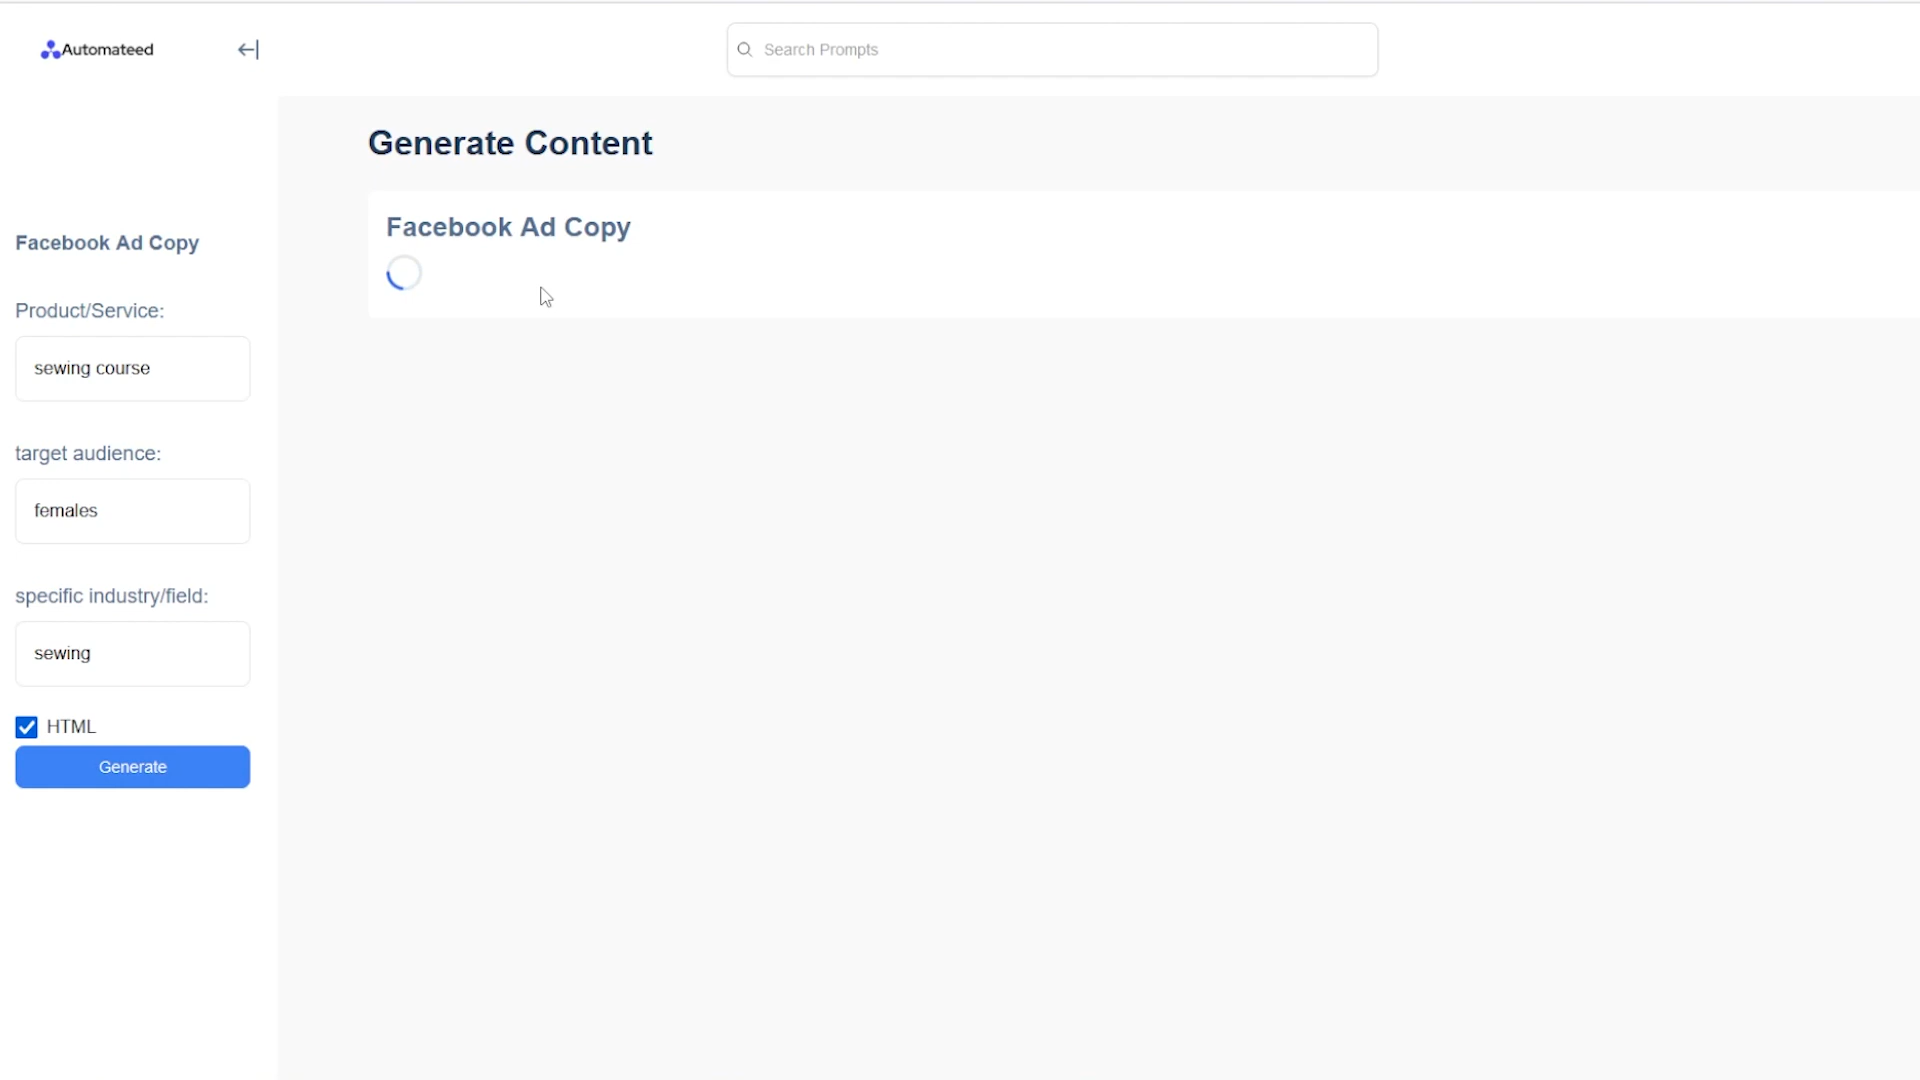 Automateed
Search Prompts
Generate Content
Facebook Ad Copy
Facebook Ad Copy
Product/Service:
sewing course
target audience:
females
specific industry/field:
sewing
HTML
Generate